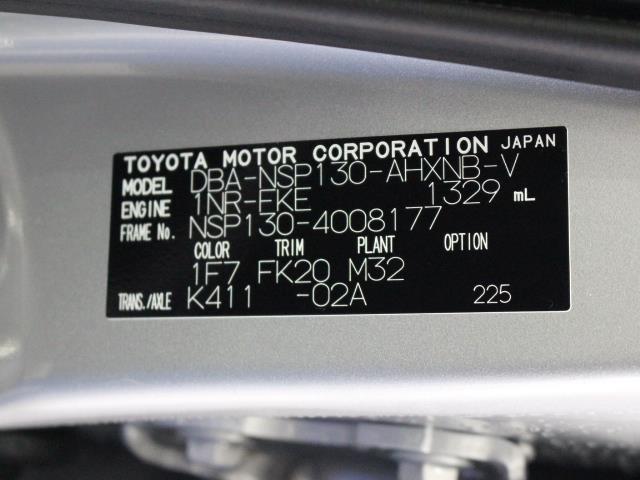 TOYOTA MOTOR CORPORATION JAPAN
MODEL DBA-NSP130-AHXNB-V
ENGINE 1NR-FKE 1329 mL
FRAME No. NSP130-4008177
COLOR TRIM PLANT OPTION
1F7 FK20 M32
TRANS./AXLE K411 -02A 225